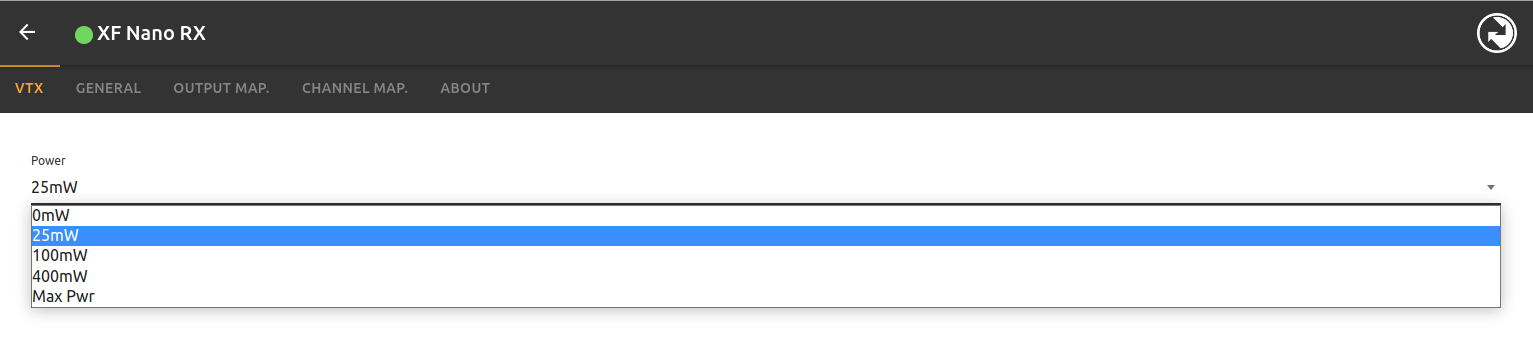 XF Nano RX
VTX GENERAL OUTPUT MAP. CHANNEL MAP. ABOUT
Power
25mW
0mW
25mW
100mW
400mW
Max Pwr